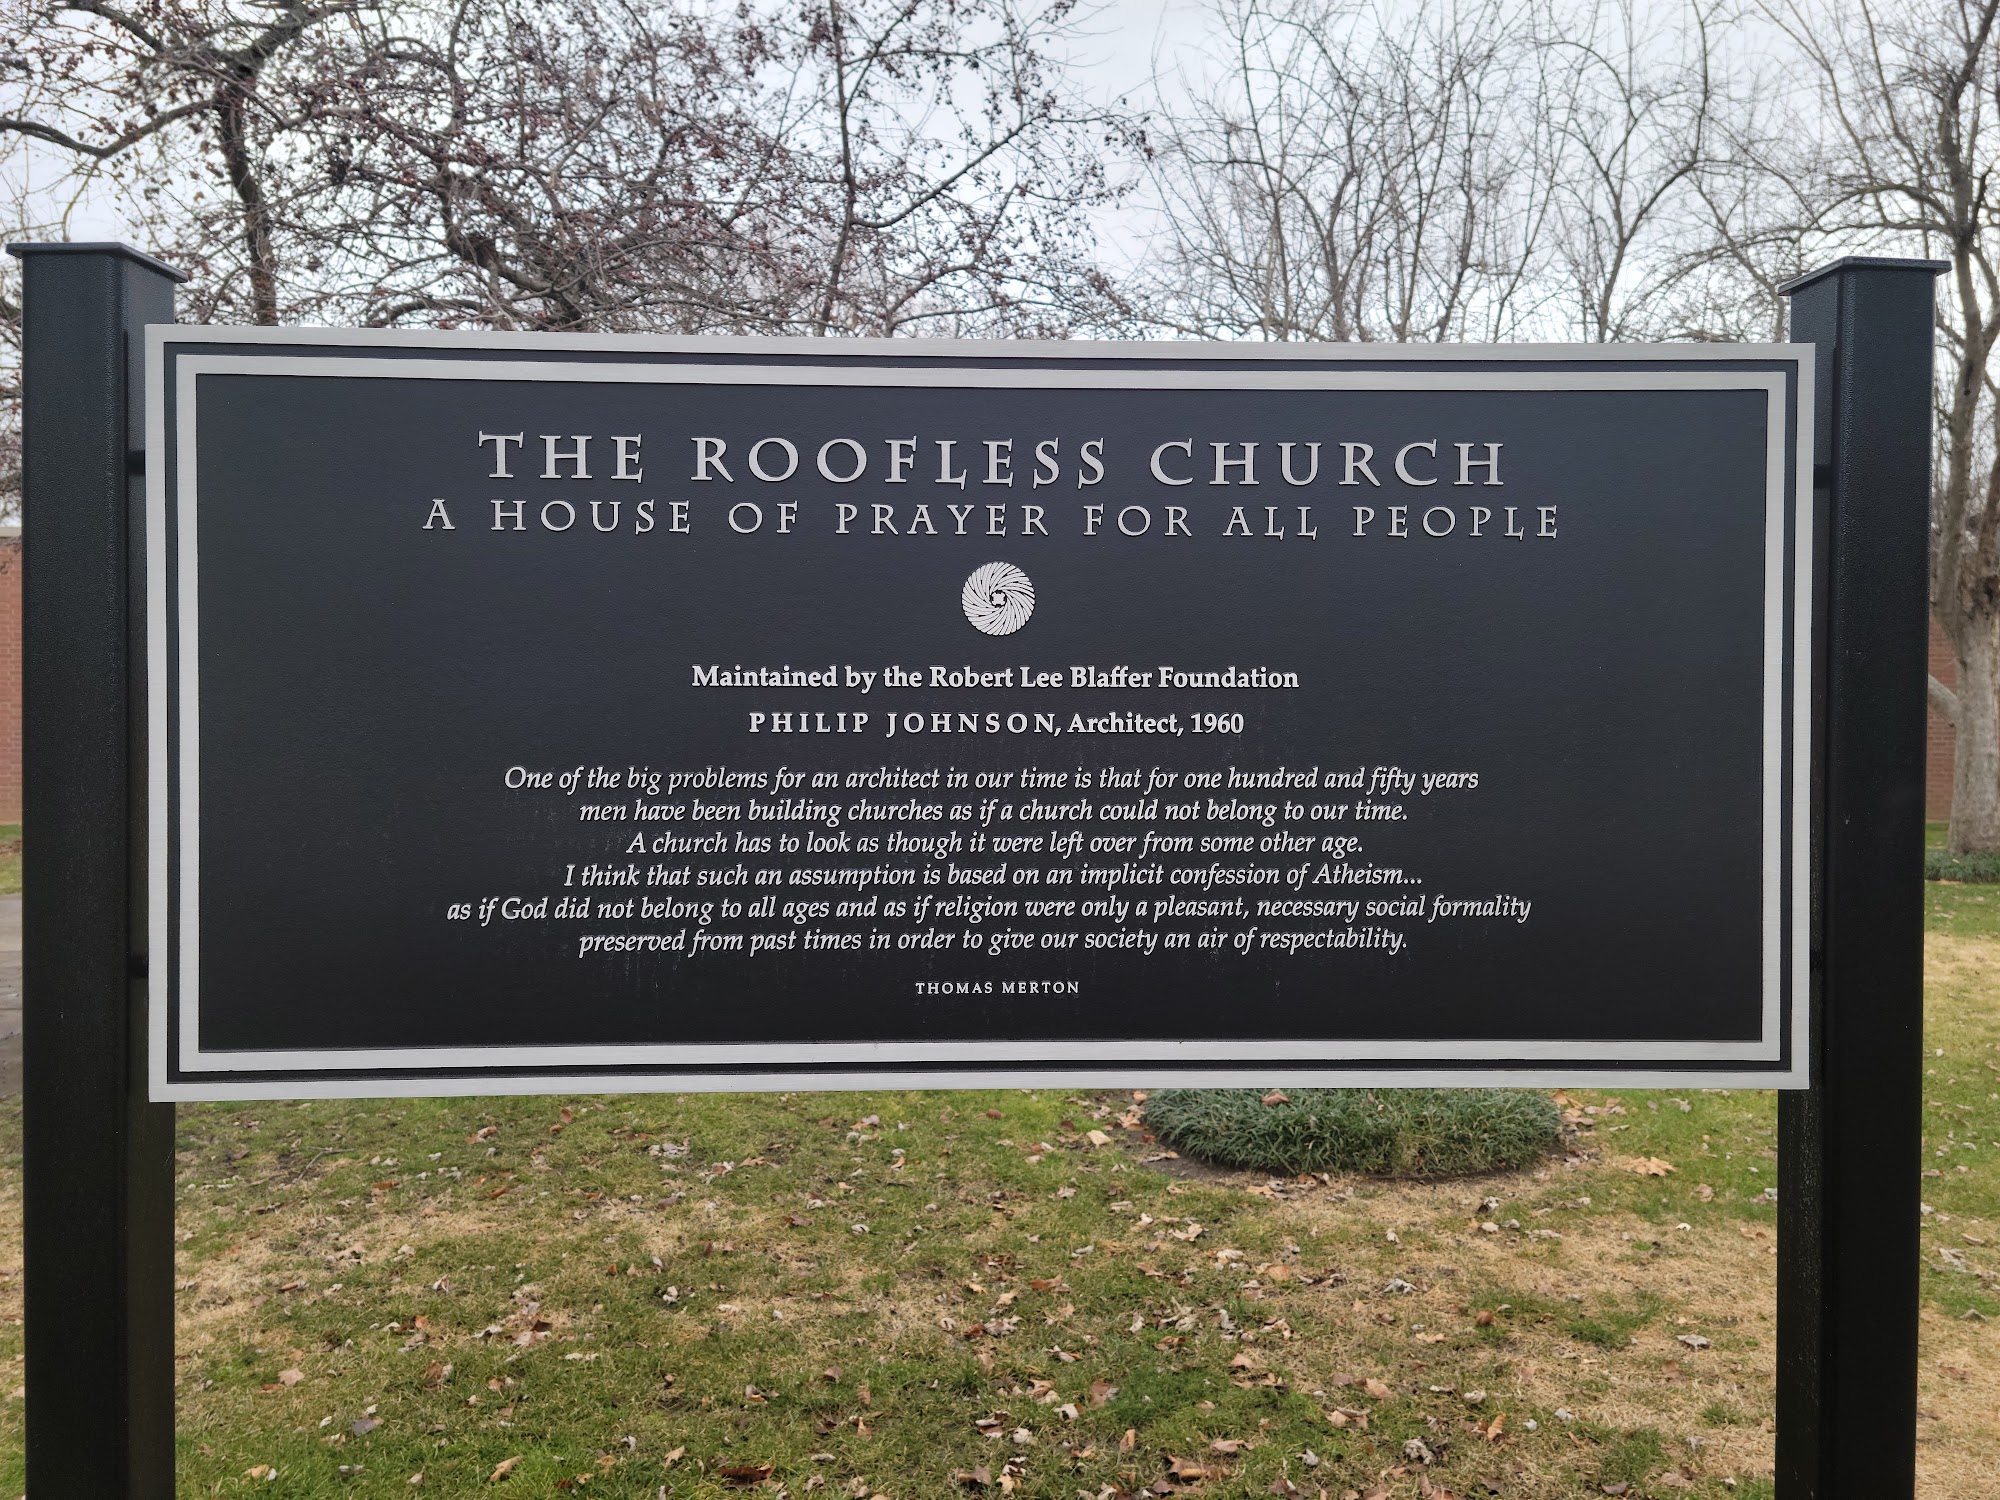 THE ROOFLESS CHURCH
A HOUSE OF PRAYER FOR ALL PEOPLE
Maintained by the Robert Lee Blaffer Foundation
PHILIP JOHNSON, Architect, 1960
One of the big problems for an architect in our time is that for one hundred and fifty years
men have been building churches as if a church could not belong to our time.
A church has to look as though it were left over from some other age.
I think that such an assumption is based on an implicit confession of Atheism...
as if God did not belong to all ages and as if religion were only a pleasant, necessary social formality
preserved from past times in order to give our society an air of respectability.
THOMAS MERTON